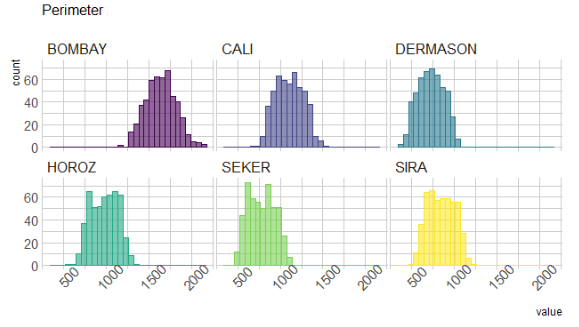 Perimeter
BOMBAY CALI DERMASON
count
60
40
20
0
HOROZ SEKER SIRA
60
40
20
0
500 1000 1500 2000 500 1000 1500 2000 500 1000 1500 2000
value